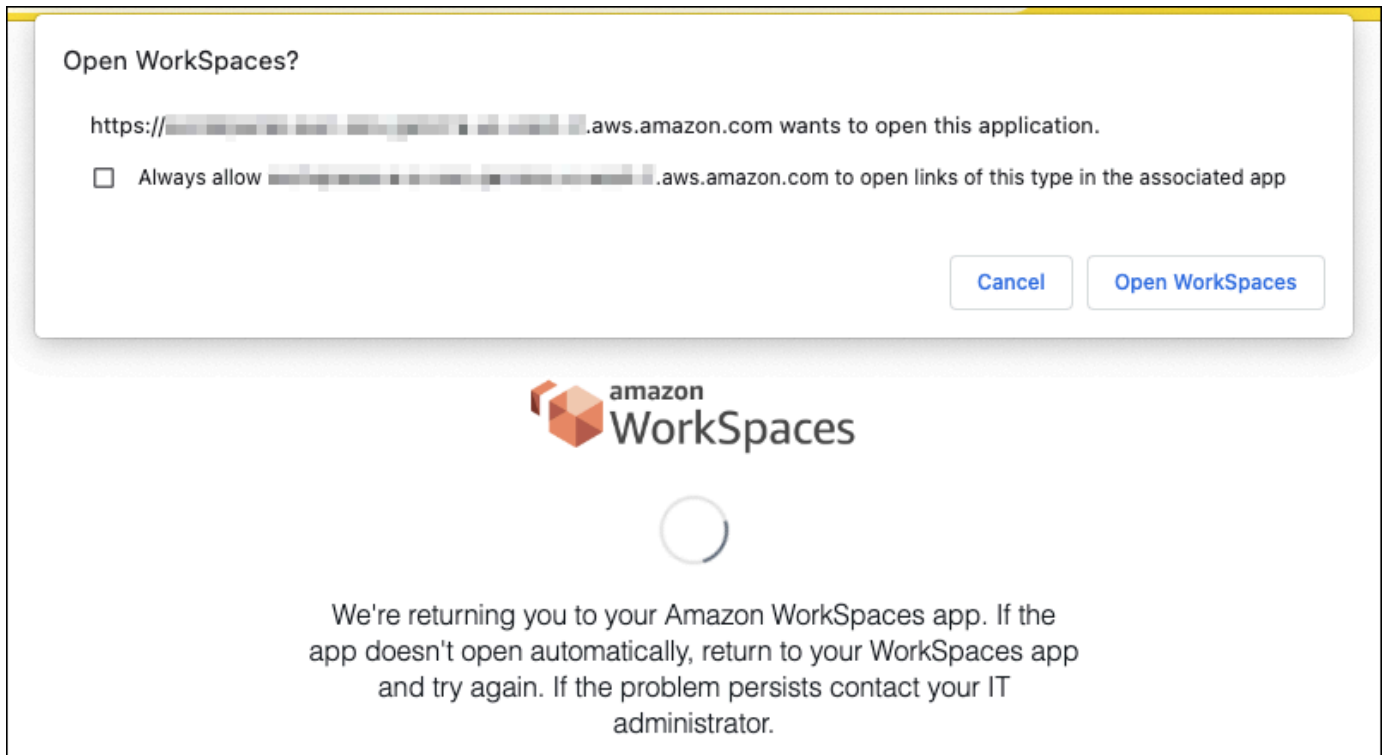 Open WorkSpaces?
https:// .aws.amazon.com wants to open this application.
Always allow .aws.amazon.com to open links of this type in the associated app
Cancel Open WorkSpaces
amazon
WorkSpaces
We're returning you to your Amazon WorkSpaces app. If the
app doesn't open automatically, return to your WorkSpaces app
and try again. If the problem persists contact your IT
administrator.